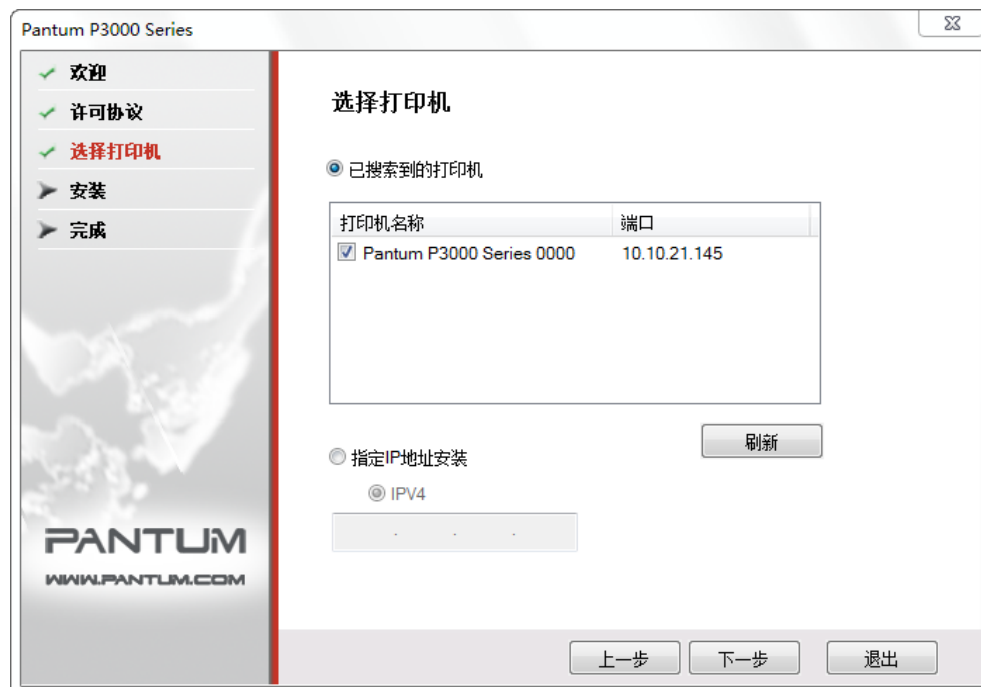 Pantum P3000 Series
欢迎
许可协议
选择打印机
安装
完成
PANTUM
WWW.PANTUM.COM
选择打印机
已搜索到的打印机
打印机名称 端口
Pantum P3000 Series 0000 10.10.21.145
刷新
指定IP地址安装
IPV4
. . .
上一步 下一步 退出